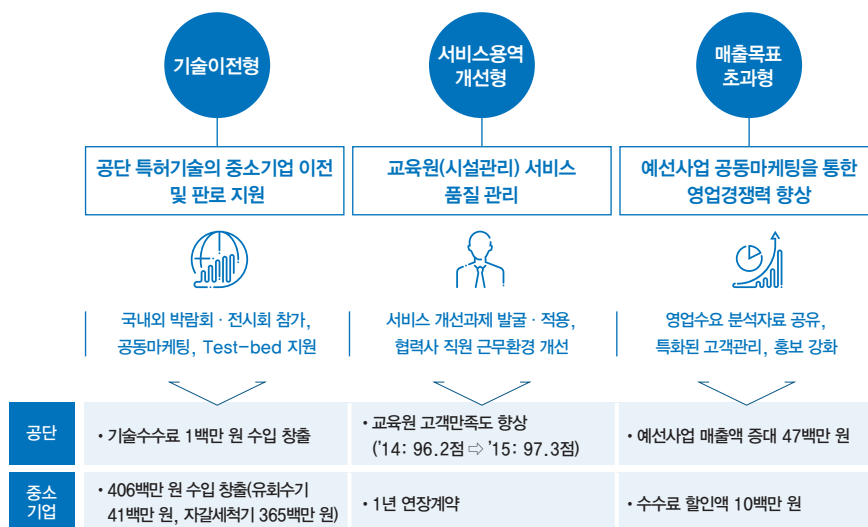 기술이전형
서비스용역
개선형
매출목표
초과형
공단 특허기술의 중소기업 이전
및 판로 지원
교육원(시설관리) 서비스
품질 관리
예선사업 공동마케팅을 통한
영업경쟁력 향상
국내외 박람회 · 전시회 참가,
공동마케팅, Test-bed 지원
서비스 개선과제 발굴 · 적용,
협력사 직원 근무환경 개선
영업수요 분석자료 공유,
특화된 고객관리, 홍보 강화
공단
• 기술수수료 1백만 원 수입 창출
• 교육원 고객만족도 향상
('14: 96.2점 ⇨ '15: 97.3점)
• 예선사업 매출액 증대 47백만 원
중소
기업
• 406백만 원 수입 창출(유회수기
41백만 원, 자갈세척기 365백만 원)
• 1년 연장계약
• 수수료 할인액 10백만 원